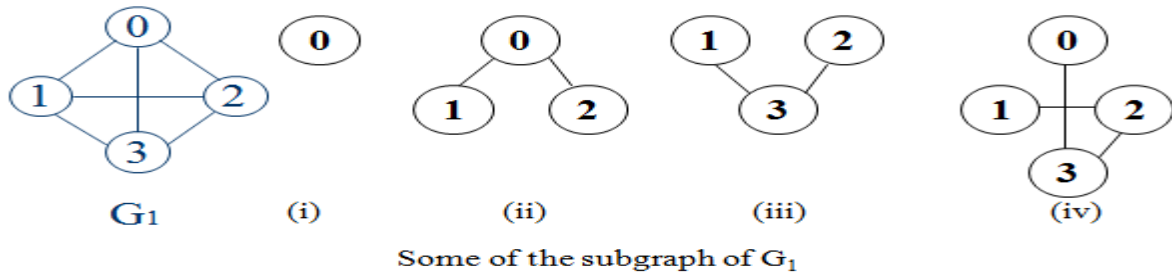 0 0 0 1 2 0
1 2 1 2 3 1 2
3 3
G1 (i) (ii) (iii) (iv)
Some of the subgraph of G1